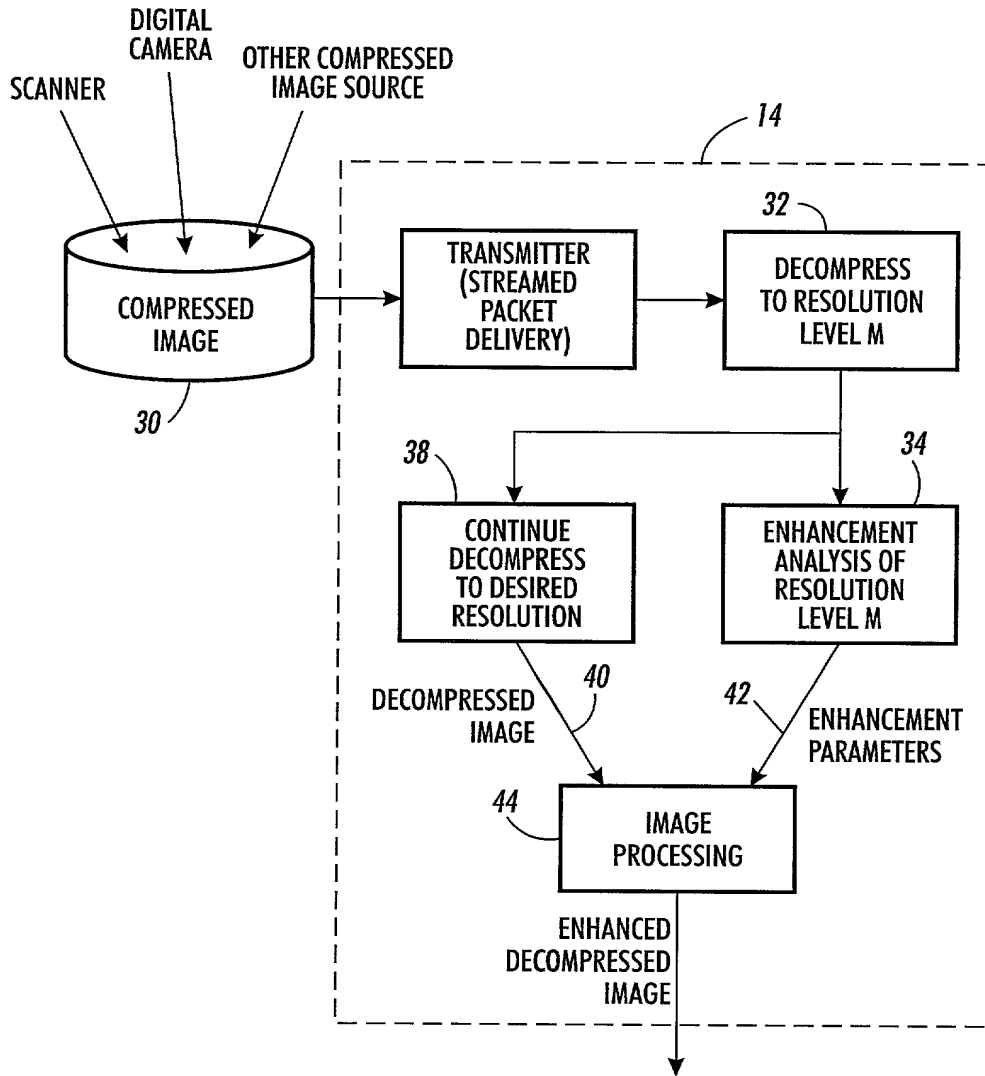 DIGITAL
CAMERA
OTHER COMPRESSED
IMAGE SOURCE
SCANNER
14
32
COMPRESSED
IMAGE
30
TRANSMITTER
(STREAMED
PACKET
DELIVERY)
DECOMPRESS
TO RESOLUTION
LEVEL M
38
34
CONTINUE
DECOMPRESS
TO DESIRED
RESOLUTION
ENHANCEMENT
ANALYSIS OF
RESOLUTION
LEVEL M
DECOMPRESSED
IMAGE
40
42
ENHANCEMENT
PARAMETERS
44
IMAGE
PROCESSING
ENHANCED
DECOMPRESSED
IMAGE